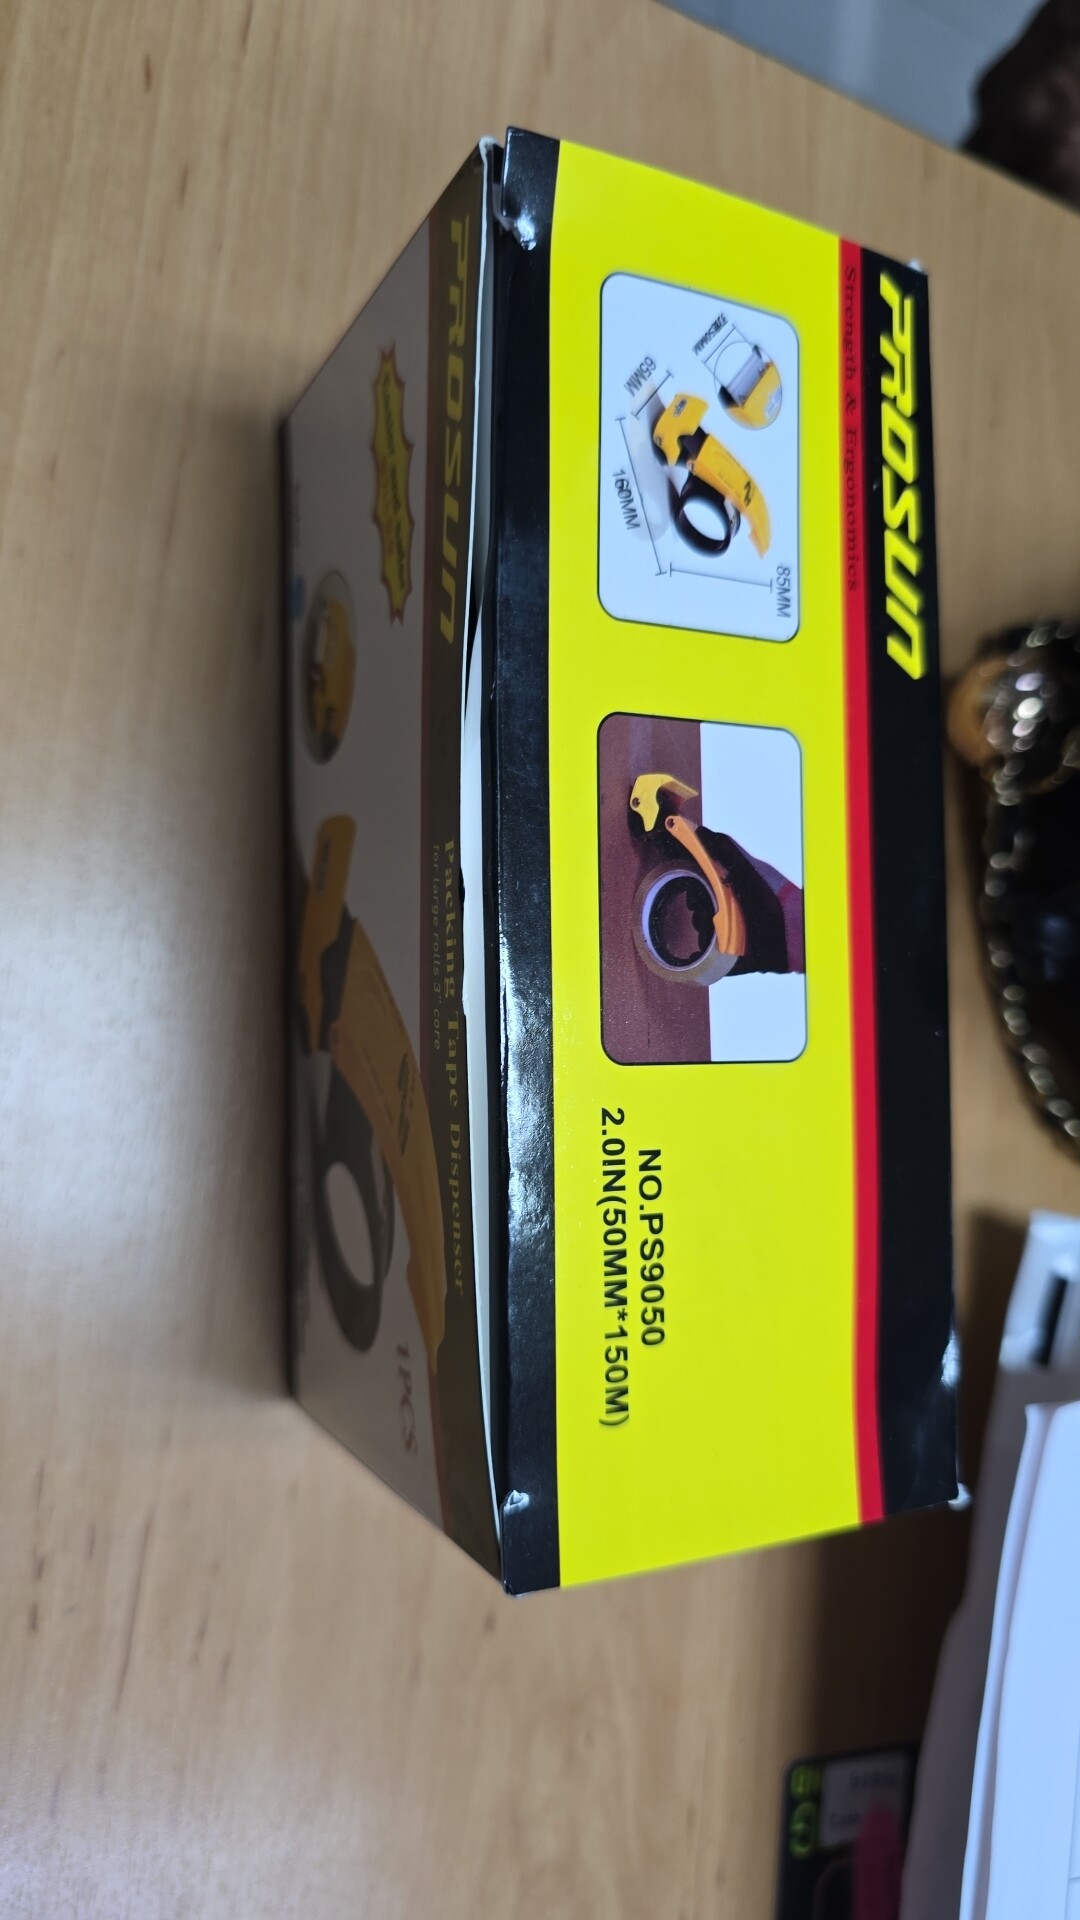 PROSUN
Strength & Ergonomics
65MM
160MM
85MM
NO.PS9050
2.0IN(50MM*150M)
PROSUN
Packing Tape Dispenser
for large rolls 3" core
1PCS